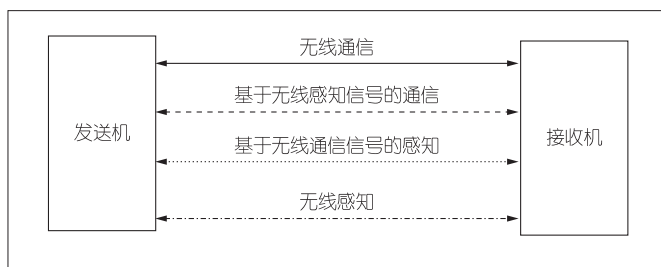 无线通信
基于无线感知信号的通信
发送机
基于无线通信信号的感知
接收机
无线感知